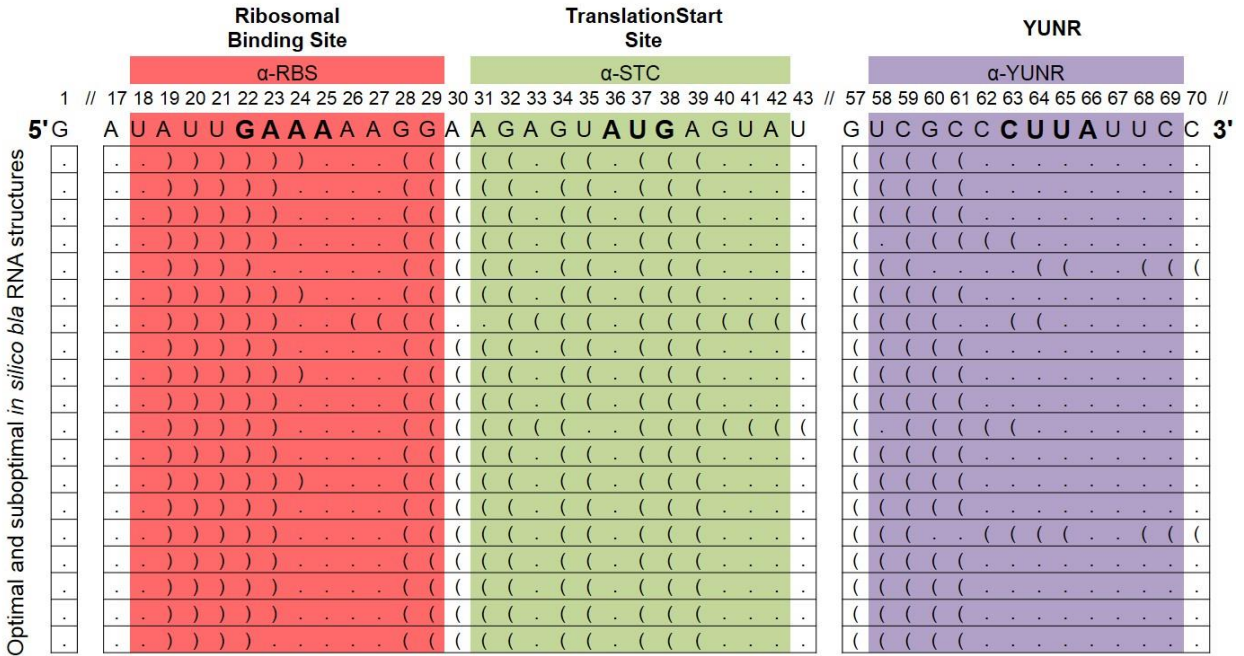 Ribosomal
Binding Site
TranslationStart
Site
YUNR
α-RBS
α-STC
α-YUNR
1 // 17 18 19 20 21 22 23 24 25 26 27 28 29 30 31 32 33 34 35 36 37 38 39 40 41 42 43 // 57 58 59 60 61 62 63 64 65 66 67 68 69 70 //
5' G A U A U U G A A A A A G G A A G A G U A U G A G U A U G U C G C C C U U A U U C C 3'
Optimal and suboptimal in silico bla RNA structures
. . . ) ) ) ) ) ) . . . ( ( ( ( ( . ( ( . ( ( ( . . . . ( ( ( ( ( . . . . . . . . .
. . . ) ) ) ) ) . . . . ( ( ( ( ( . ( ( . ( ( ( . . . . ( ( ( ( ( . . . . . . . . .
. . . ) ) ) ) ) . . . . ( ( ( ( ( . ( ( . ( ( ( . . . . ( ( ( ( ( . . . . . . . . .
. . . ) ) ) ) ) . . . . ( ( ( ( ( . ( ( . ( ( ( . . . . ( . ( ( ( ( ( . . . . . . .
. . . ) ) ) ) . . . . . ( ( ( ( ( . ( ( . ( ( ( . . . . ( ( ( . . . . ( ( . . ( ( (
. . . ) ) ) ) ) ) . . . ( ( ( ( ( . ( ( . ( ( ( . . . . ( ( ( ( ( . . . . . . . . .
. . . ) ) ) ) ) . . ( ( ( ( . . ( ( ( ( . ( ( ( ( ( ( ( ( ( ( ( . . ( ( . . . . . .
. . . ) ) ) ) ) . . . . ( ( ( ( ( . ( ( . ( ( ( . . . . ( ( ( ( ( . . . . . . . . .
. . . ) ) ) ) ) ) . . . ( ( ( ( ( . ( ( . ( ( ( . . . . ( ( ( ( ( . . . . . . . . .
. . . ) ) ) ) ) . . . . ( ( ( ( ( . ( ( . ( ( ( . . . . ( ( ( ( ( . . . . . . . . .
. . . ) ) ) ) ) . . . . ( ( ( ( ( ( ( . . ( ( ( ( ( ( ( ( . ( ( ( ( ( . . . . . . .
. . . ) ) ) ) ) . . . . ( ( ( ( ( . ( ( . ( ( ( . . . . ( ( ( ( ( . . . . . . . . .
. . . ) ) ) ) ) ) . . . ( ( ( ( ( . ( ( . ( ( ( . . . . ( ( ( ( ( . . . . . . . . .
. . . ) ) ) ) ) . . . . ( ( ( ( ( . ( ( . ( ( ( . . . . ( ( ( ( ( . . . . . . . . .
. . . ) ) ) ) ) . . . . ( ( ( ( ( . ( ( . ( ( ( . . . . ( ( ( . . ( ( ( ( . . ( ( (
. . . ) ) ) ) ) . . . . ( ( ( ( ( . ( ( . ( ( ( . . . . ( ( ( ( ( . . . . . . . . .
. . . ) ) ) ) ) . . . . ( ( ( ( ( . ( ( . ( ( ( . . . . ( ( ( ( ( . . . . . . . . .
. . . ) ) ) ) ) . . . . ( ( ( ( ( . ( ( . ( ( ( . . . . ( ( ( ( ( . . . . . . . . .
. . . ) ) ) ) . . . . . ( ( ( ( ( . ( ( . ( ( ( . . . . ( ( ( ( ( . . . . . . . . .